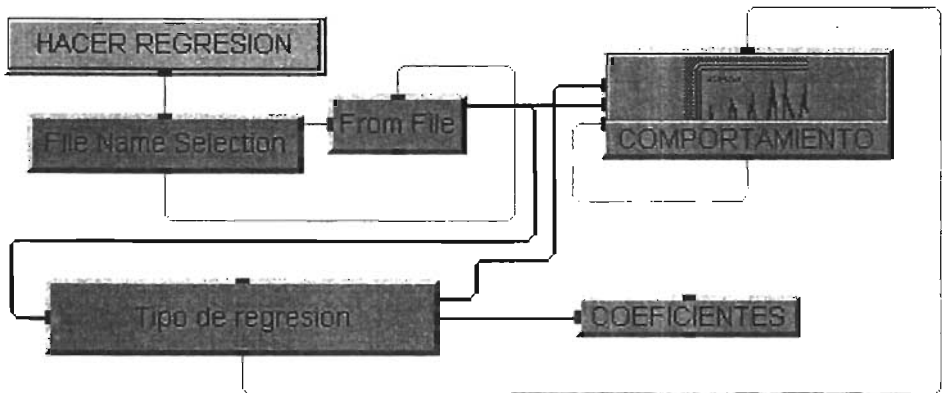 HACER REGRESION
File Name Selection
From File
COMPORTAMIENTO
Tipo de regresion
COEFICIENTES